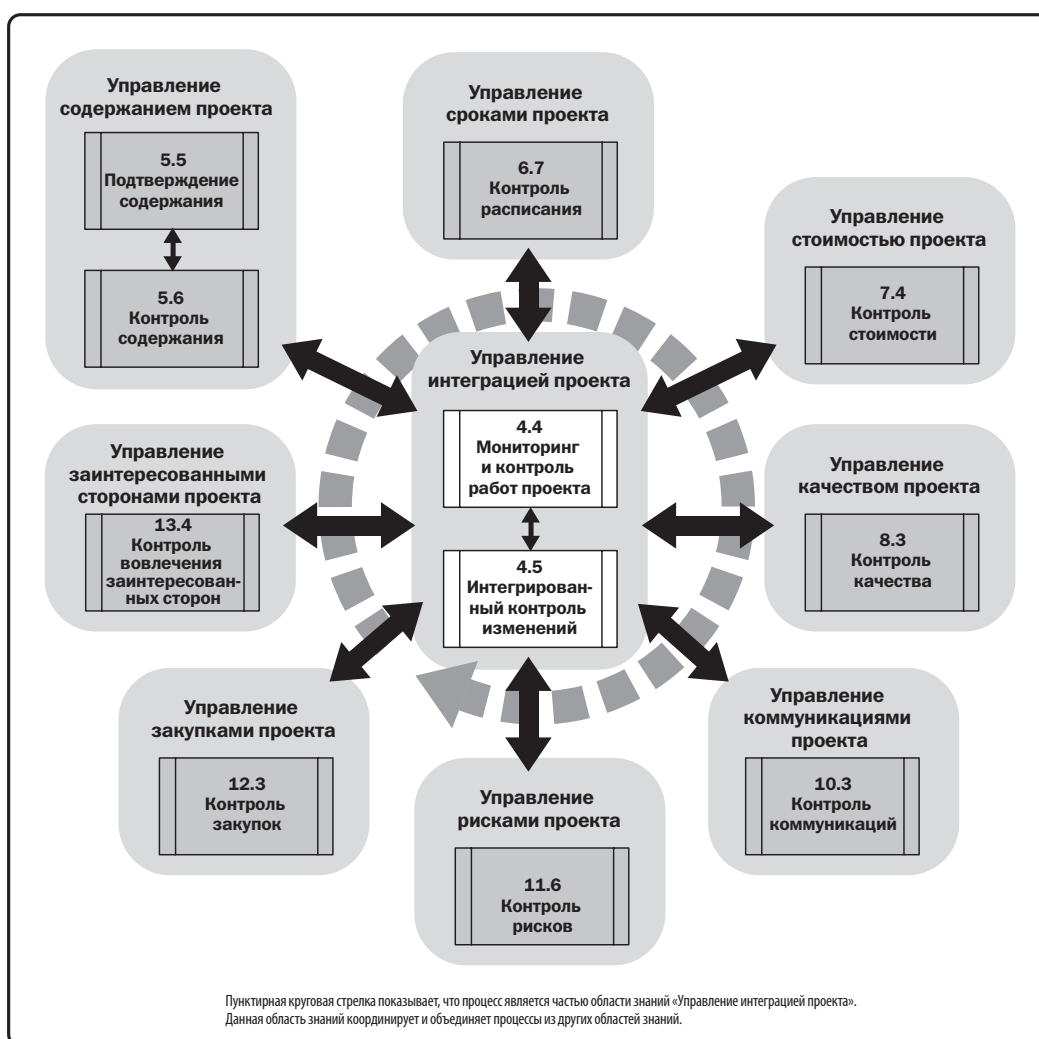 Управление
содержанием проекта
5.5
Подтверждение
содержания
5.6
Контроль
содержания
Управление
сроками проекта
6.7
Контроль
расписания
Управление
стоимостью проекта
7.4
Контроль
стоимости
Управление
интеграцией проекта
4.4
Мониторинг
и контроль
работ проекта
4.5
Интегрирован-
ный контроль
изменений
Управление
заинтересованными
сторонами проекта
13.4
Контроль
вовлечения
заинтересован-
ных сторон
Управление
качеством проекта
8.3
Контроль
качества
Управление
закупками проекта
12.3
Контроль
закупок
Управление
рисками проекта
11.6
Контроль
рисков
Управление
коммуникациями
проекта
10.3
Контроль
коммуникаций
Пунктирная круговая стрелка показывает, что процесс является частью области знаний «Управление интеграцией проекта».
Данная область знаний координирует и объединяет процессы из других областей знаний.